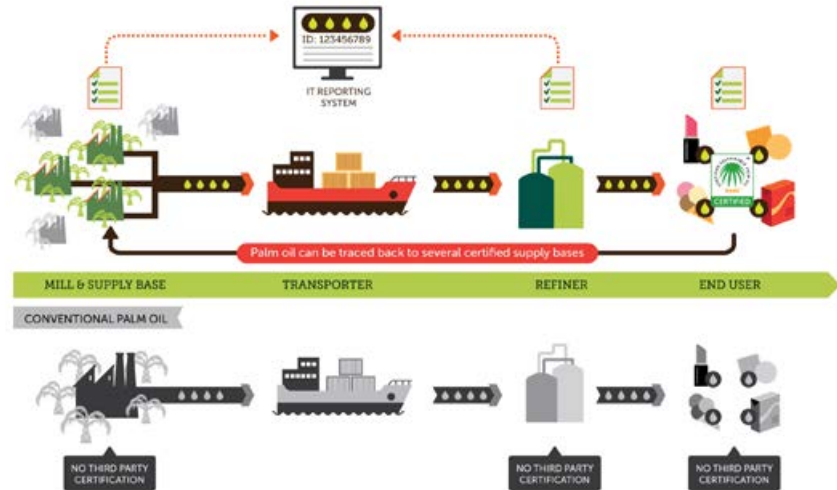 ID: 123456789
IT REPORTING
SYSTEM
CERTIFIED
Palm oil can be traced back to several certified supply bases
MILL & SUPPLY BASE
TRANSPORTER
REFINER
END USER
CONVENTIONAL PALM OIL
NO THIRD PARTY
CERTIFICATION
NO THIRD PARTY
CERTIFICATION
NO THIRD PARTY
CERTIFICATION